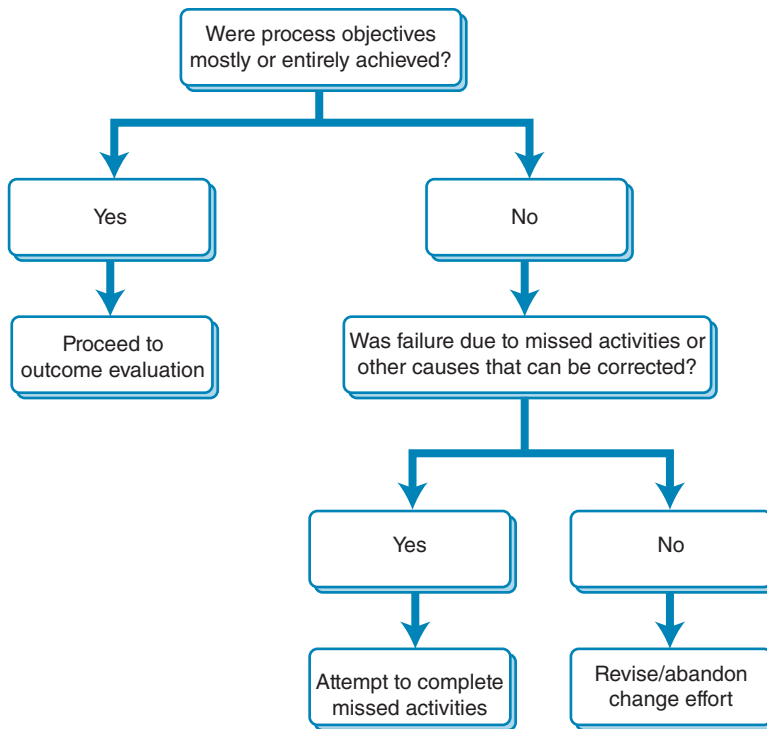 Were process objectives
mostly or entirely achieved?
Yes
No
Proceed to
outcome evaluation
Was failure due to missed activities or
other causes that can be corrected?
Yes
No
Attempt to complete
missed activities
Revise/abandon
change effort